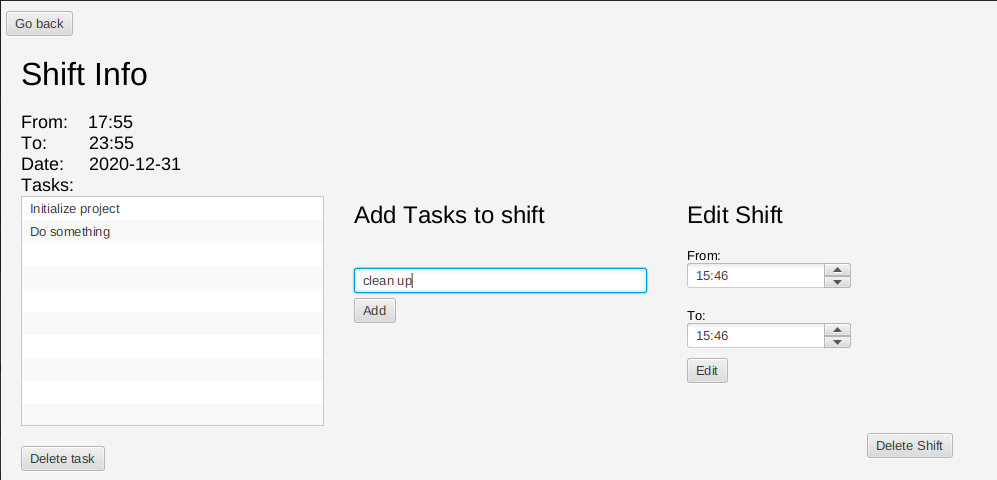 Go back
Shift Info
From: 17:55
To: 23:55
Date: 2020-12-31
Tasks:
Initialize project
Do something
Delete task
Add Tasks to shift
clean up
Add
Edit Shift
From:
15:46
To:
15:46
Edit
Delete Shift